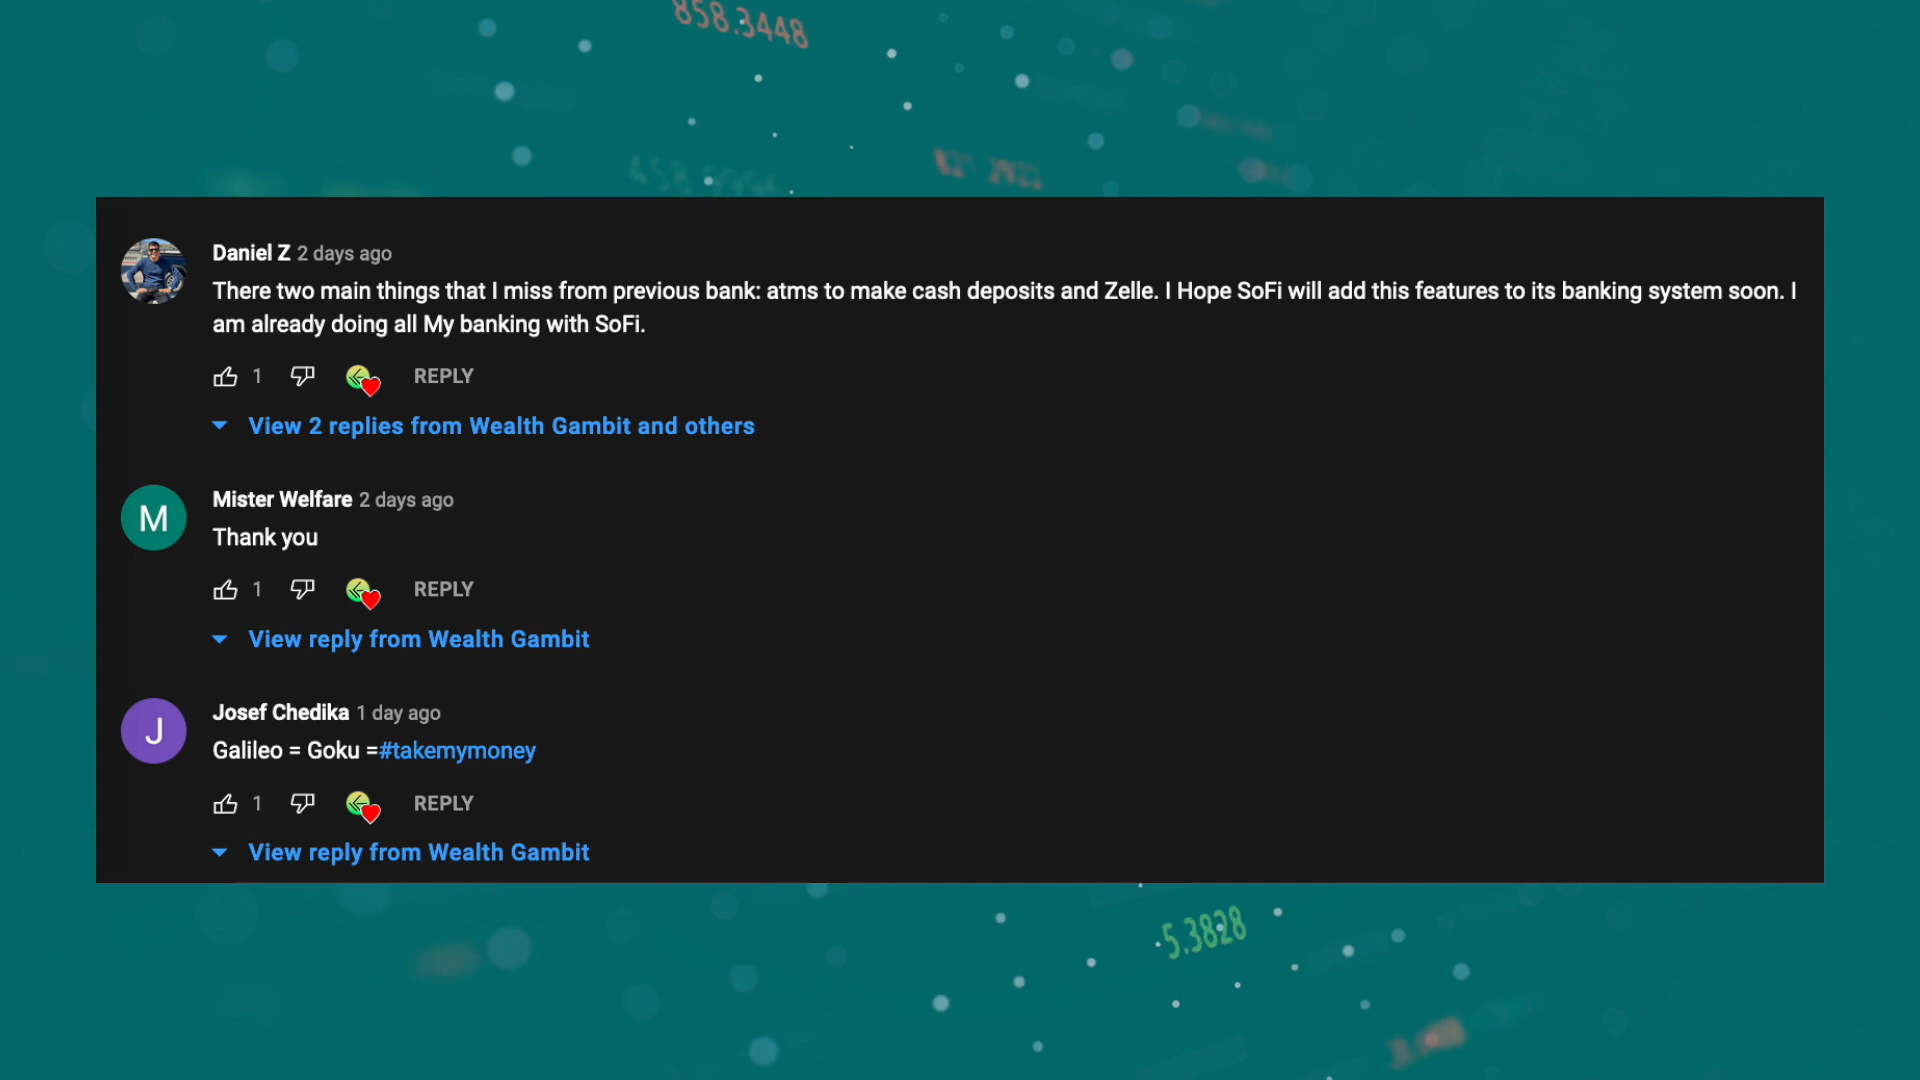 858.3448
Daniel Z 2 days ago
There two main things that I miss from previous bank: atms to make cash deposits and Zelle. I Hope SoFi will add this features to its banking system soon. I
am already doing all My banking with SoFi.
1 REPLY
View 2 replies from Wealth Gambit and others
M
Mister Welfare 2 days ago
Thank you
1 REPLY
View reply from Wealth Gambit
J
Josef Chedika 1 day ago
Galileo = Goku =#takemymoney
1 REPLY
View reply from Wealth Gambit
5.3828